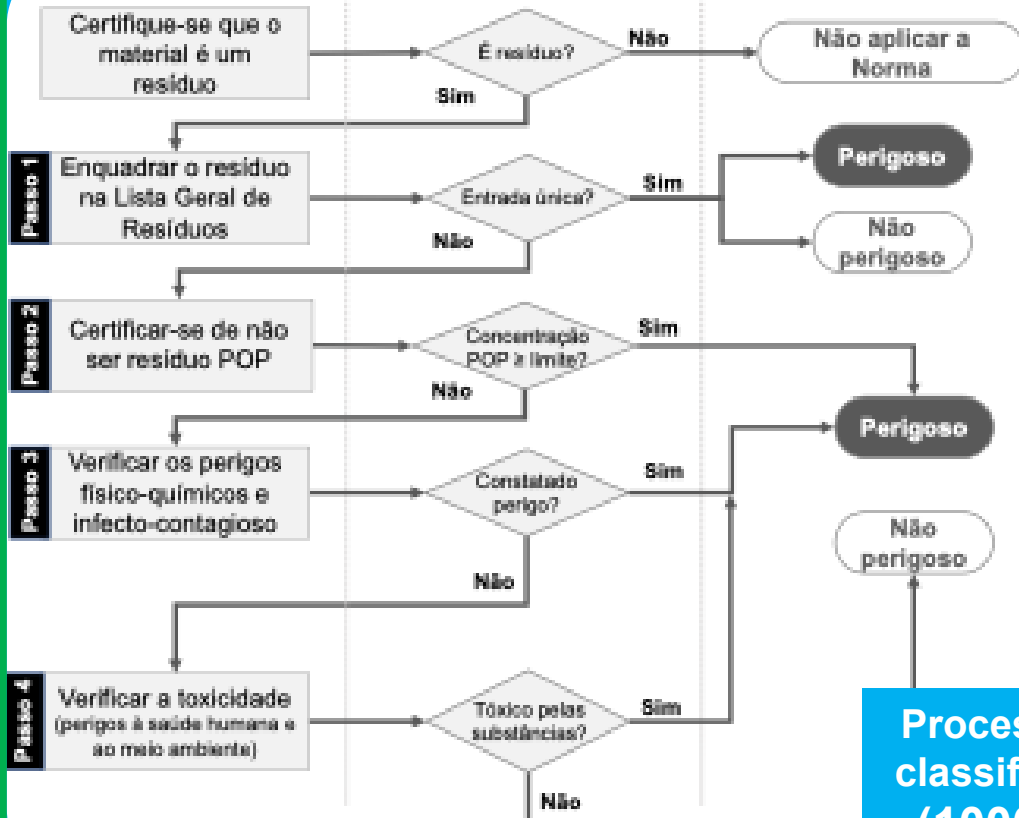 Certifique-se que o
material é um
resíduo
É resíduo?
Não
Não aplicar a
Norma
Sim
Passo 1
Enquadrar o resíduo
na Lista Geral de
Resíduos
Entrada única?
Sim
Perigoso
Não
perigoso
Não
Passo 2
Certificar-se de não
ser resíduo POP
Concentração
POP ≥ limite?
Sim
Perigoso
Não
Passo 3
Verificar os perigos
físico-químicos e
infecto-contagioso
Constatado
perigo?
Sim
Não
perigoso
Não
Passo 4
Verificar a toxicidade
(perigos à saúde humana e
ao meio ambiente)
Tóxico pelas
substâncias?
Sim
Não
Proces
classif